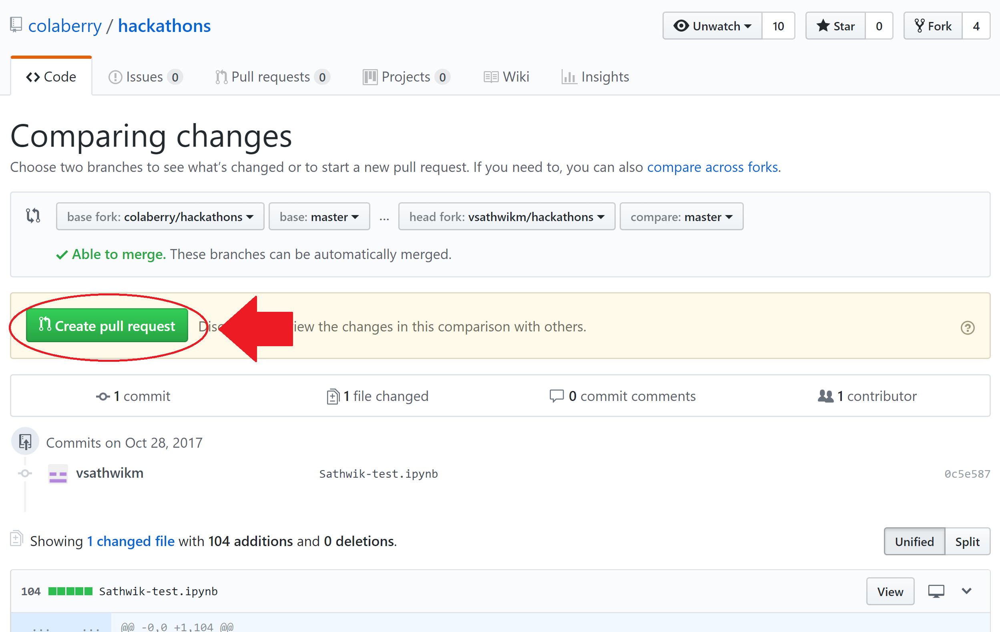 colaberry / hackathons
Unwatch 10 Star 0 Fork 4
Code Issues 0 Pull requests 0 Projects 0 Wiki Insights
Comparing changes
Choose two branches to see what’s changed or to start a new pull request. If you need to, you can also compare across forks.
base fork: colaberry/hackathons base: master ... head fork: vsathwikm/hackathons compare: master
Able to merge. These branches can be automatically merged.
Create pull request the changes in this comparison with others.
1 commit 1 file changed 0 commit comments 1 contributor
Commits on Oct 28, 2017
vsathwikm Sathwik-test.ipynb 0c5e587
Showing 1 changed file with 104 additions and 0 deletions.
Unified Split
104 Sathwik-test.ipynb View
... ... @@ -0,0 +1,104 @@